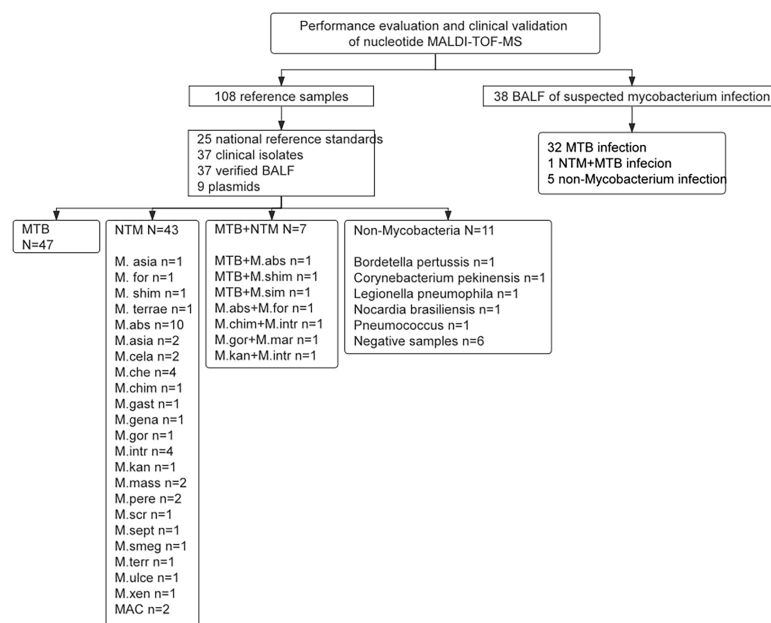 Performance evaluation and clinical validation
of nucleotide MALDI-TOF-MS
108 reference samples
38 BALF of suspected mycobacterium infection
25 national reference standards
37 clinical isolates
37 verified BALF
9 plasmids
32 MTB infection
1 NTM+MTB infecion
5 non-Mycobacterium infection
MTB
N=47
NTM N=43
M. asia n=1
M. for n=1
M. shim n=1
M. terrae n=1
M.abs n=10
M.asia n=2
M.cela n=2
M.che n=4
M.chim n=1
M.gast n=1
M.gena n=1
M.gor n=1
M.intr n=4
M.kan n=1
M.mass n=2
M.pere n=2
M.scr n=1
M.sept n=1
M.smeg n=1
M.terr n=1
M.ulce n=1
M.xen n=1
MAC n=2
MTB+NTM N=7
MTB+M.abs n=1
MTB+M.shim n=1
MTB+M.sim n=1
M.abs+M.for n=1
M.chim+M.intr n=1
M.gor+M.mar n=1
M.kan+M.intr n=1
Non-Mycobacteria N=11
Bordetella pertussis n=1
Corynebacterium pekinensis n=1
Legionella pneumophila n=1
Nocardia brasiliensis n=1
Pneumococcus n=1
Negative samples n=6